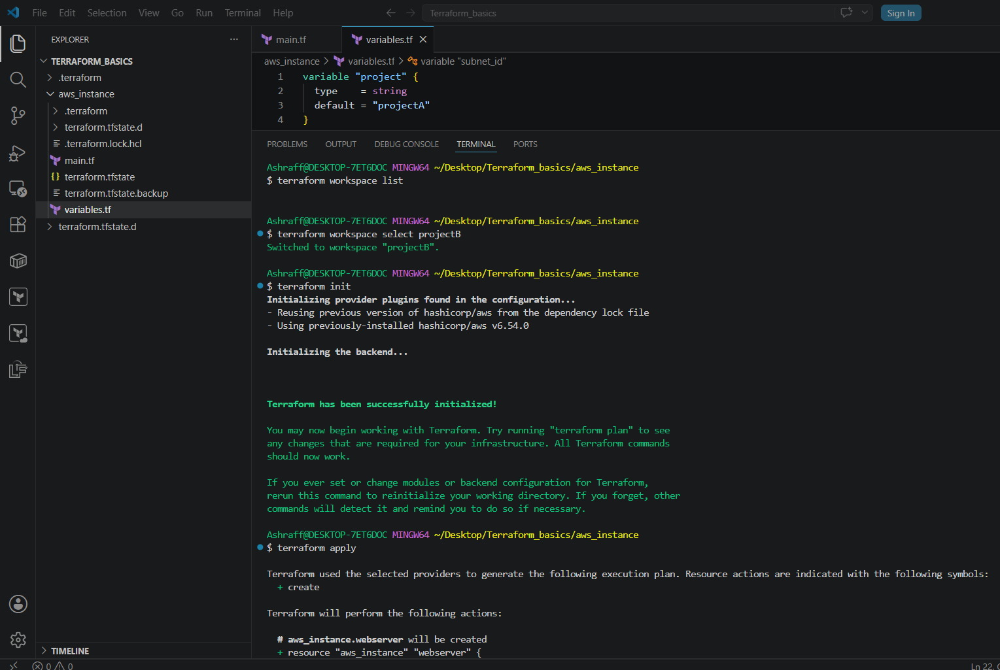 File Edit Selection View Go Run Terminal Help
Terraform_basics
Sign In
EXPLORER
TERRAFORM_BASICS
.terraform
aws_instance
.terraform
terraform.tfstate.d
.terraform.lock.hcl
main.tf
terraform.tfstate
terraform.tfstate.backup
variables.tf
terraform.tfstate.d
TIMELINE
main.tf
variables.tf
aws_instance > variables.tf > variable "subnet_id"
1 variable "project" {
2 type = string
3 default = "projectA"
4 }
PROBLEMS OUTPUT DEBUG CONSOLE TERMINAL PORTS
Ashraff@DESKTOP-7ET6DOC MINGW64 ~/Desktop/Terraform_basics/aws_instance
$ terraform workspace list
Ashraff@DESKTOP-7ET6DOC MINGW64 ~/Desktop/Terraform_basics/aws_instance
$ terraform workspace select projectB
Switched to workspace "projectB".
Ashraff@DESKTOP-7ET6DOC MINGW64 ~/Desktop/Terraform_basics/aws_instance
$ terraform init
Initializing provider plugins found in the configuration...
- Reusing previous version of hashicorp/aws from the dependency lock file
- Using previously-installed hashicorp/aws v6.54.0
Initializing the backend...
Terraform has been successfully initialized!
You may now begin working with Terraform. Try running "terraform plan" to see
any changes that are required for your infrastructure. All Terraform commands
should now work.
If you ever set or change modules or backend configuration for Terraform,
rerun this command to reinitialize your working directory. If you forget, other
commands will detect it and remind you to do so if necessary.
Ashraff@DESKTOP-7ET6DOC MINGW64 ~/Desktop/Terraform_basics/aws_instance
$ terraform apply
Terraform used the selected providers to generate the following execution plan. Resource actions are indicated with the following symbols:
+ create
Terraform will perform the following actions:
# aws_instance.webserver will be created
+ resource "aws_instance" "webserver" {
0 0
Ln 22,